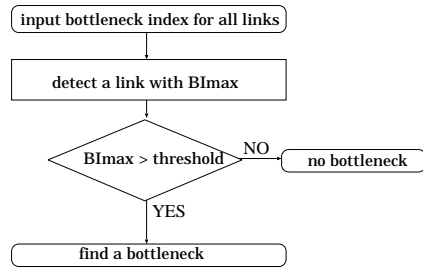 input bottleneck index for all links
detect a link with BImax
BImax > threshold
NO
no bottleneck
YES
find a bottleneck